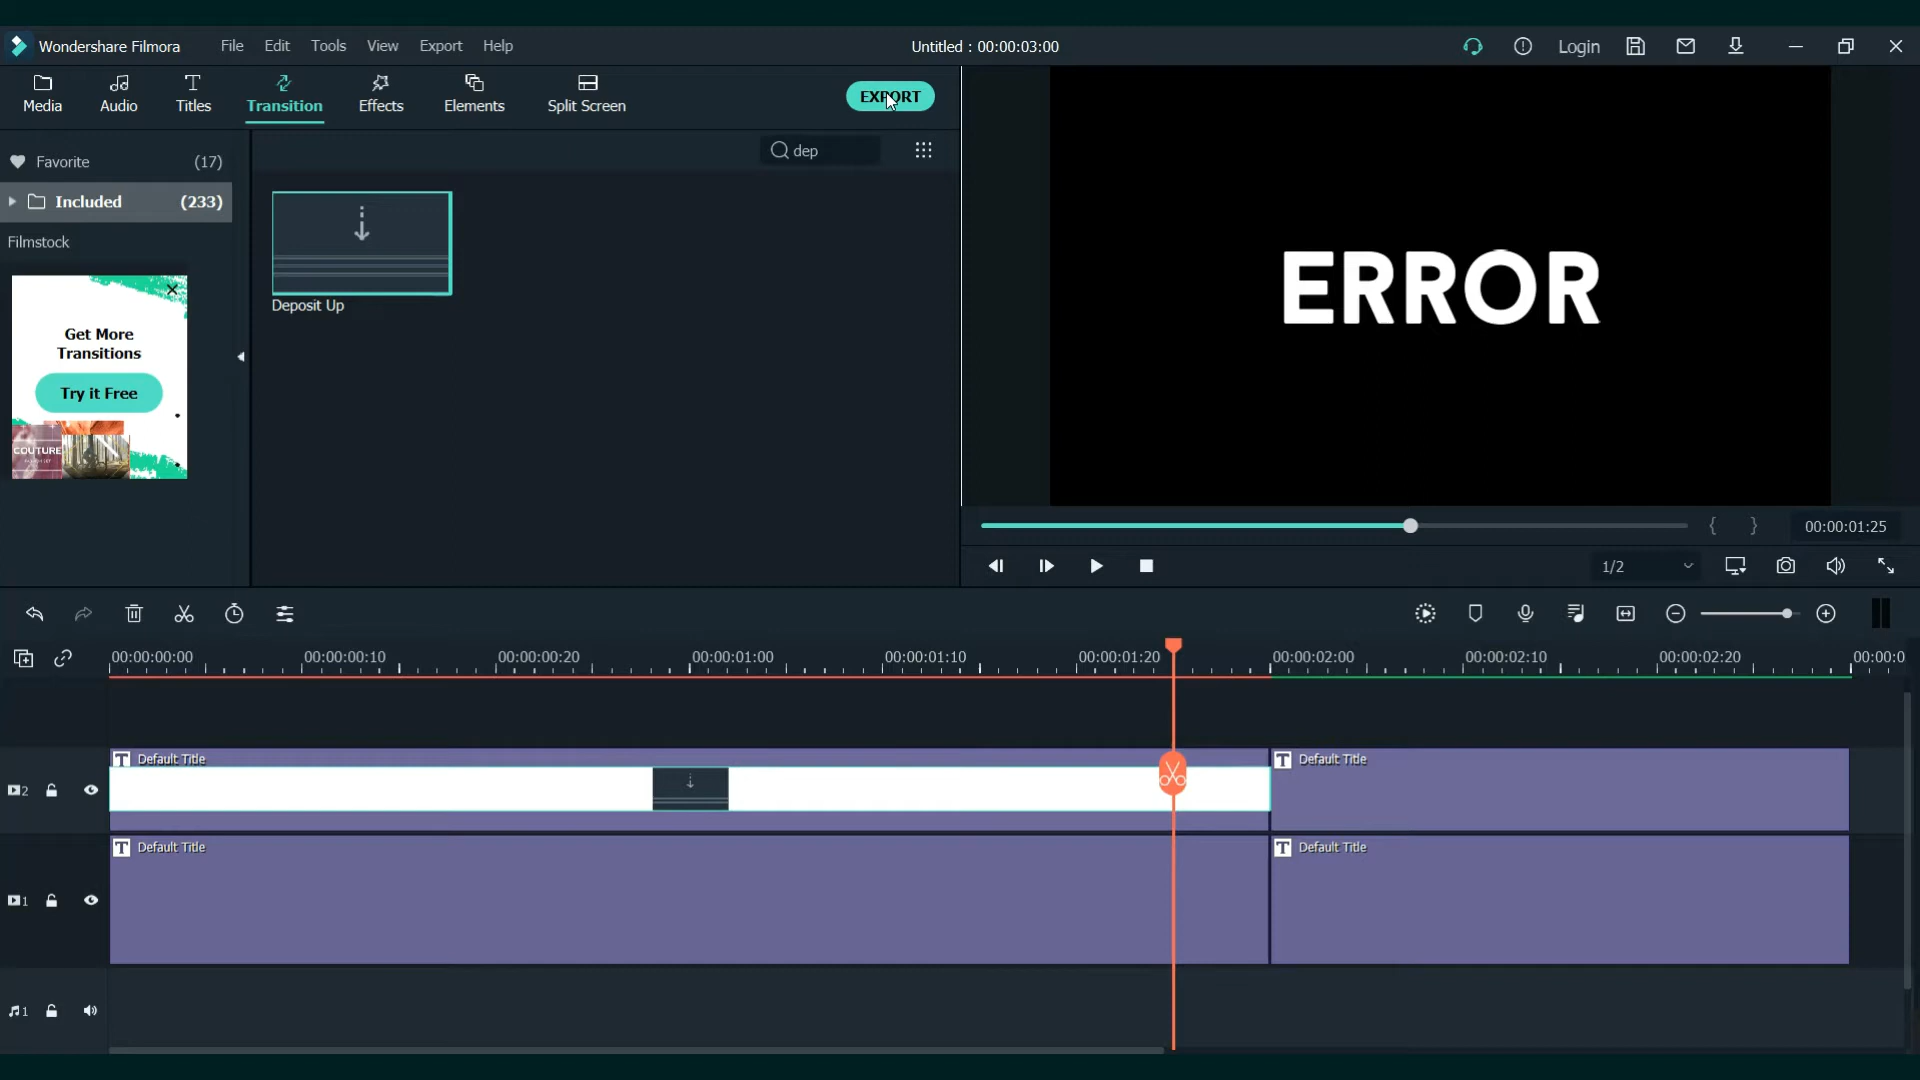 Wondershare Filmora File Edit Tools View Export Help Untitled : 00:00:03:00 Login
Media Audio Titles Transition Effects Elements Split Screen EXPORT
Favorite (17)
dep
Included (233)
Filmstock
Get More
Transitions
Try it Free
COUTURE
Deposit Up
ERROR
00:00:01:25
1/2
00:00:00:00 00:00:00:10 00:00:00:20 00:00:01:00 00:00:01:10 00:00:01:20 00:00:02:00 00:00:02:10 00:00:02:20 00:00:0
T Default Title T Default Title
2
T Default Title T Default Title
1
1